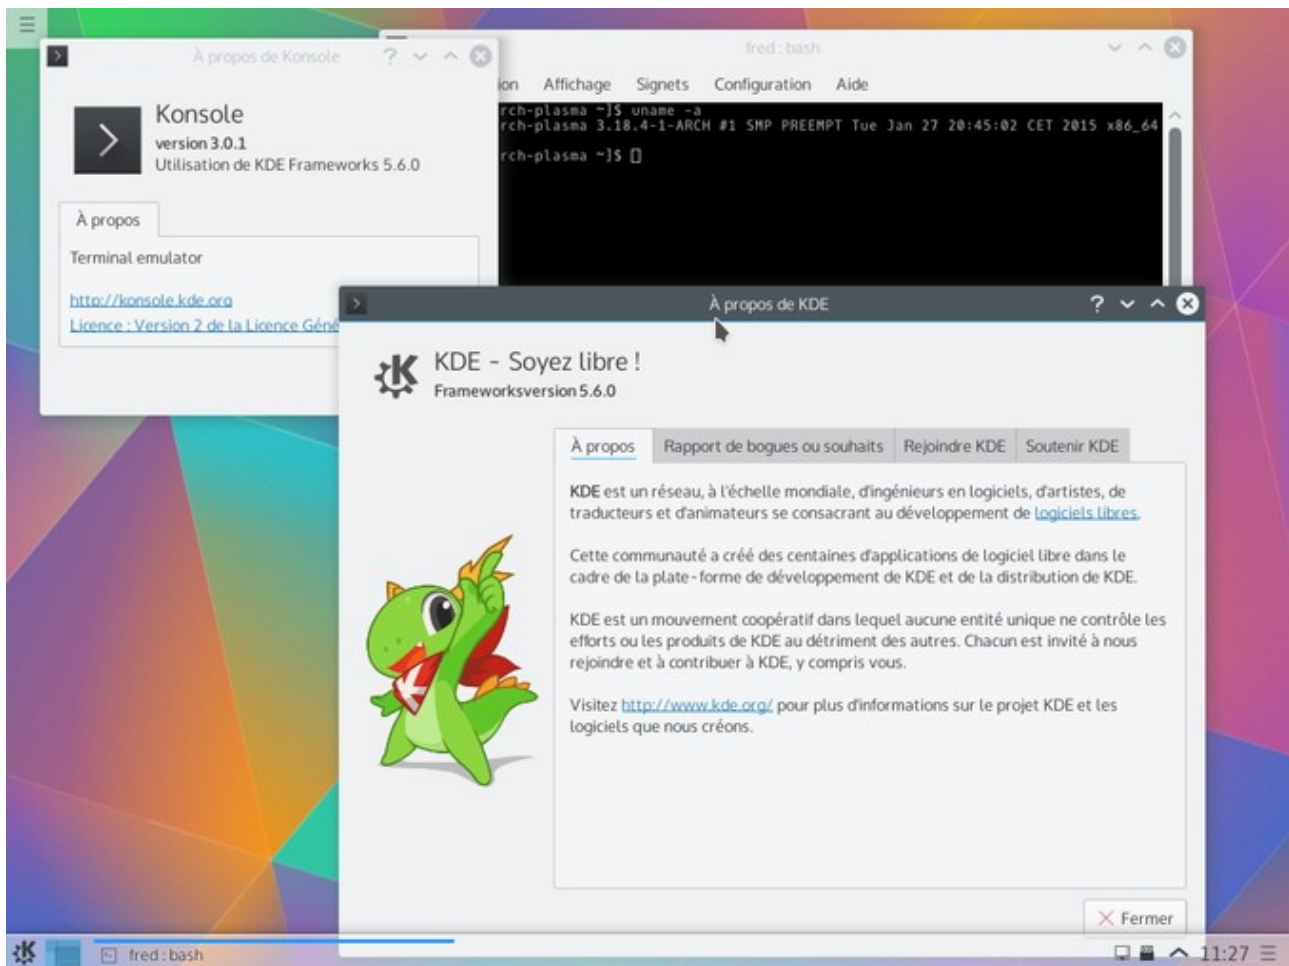 À propos de Konsole
Konsole
version 3.0.1
Utilisation de KDE Frameworks 5.6.0
À propos
Terminal emulator
http://konsole.kde.org
Licence : Version 2 de la Licence Géné
fred : bash
ion Affichage Signets Configuration Aide
rch-plasma ~]$ uname -a
rch-plasma 3.18.4-1-ARCH #1 SMP PREEMPT Tue Jan 27 20:45:02 CET 2015 x86_64
rch-plasma ~]$
À propos de KDE
KDE - Soyez libre !
Frameworksversion 5.6.0
À propos Rapport de bogues ou souhaits Rejoindre KDE Soutenir KDE
KDE est un réseau, à l'échelle mondiale, d'ingénieurs en logiciels, d'artistes, de
traducteurs et d'animateurs se consacrant au développement de logiciels libres.
Cette communauté a créé des centaines d'applications de logiciel libre dans le
cadre de la plate-forme de développement de KDE et de la distribution de KDE.
KDE est un mouvement coopératif dans lequel aucune entité unique ne contrôle les
efforts ou les produits de KDE au détriment des autres. Chacun est invité à nous
rejoindre et à contribuer à KDE, y compris vous.
Visitez http://www.kde.org/ pour plus d'informations sur le projet KDE et les
logiciels que nous créons.
Fermer
fred : bash
11:27